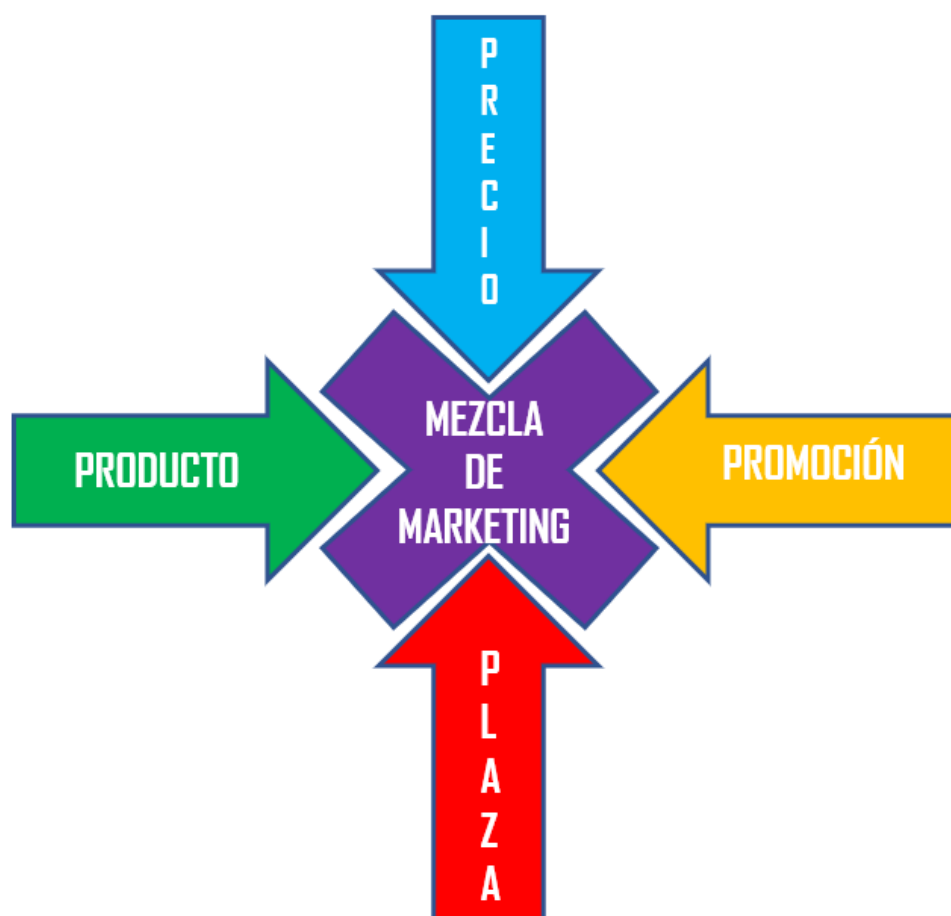 PRECIO
PRODUCTO
MEZCLA
DE
MARKETING
PROMOCIÓN
PLAZA